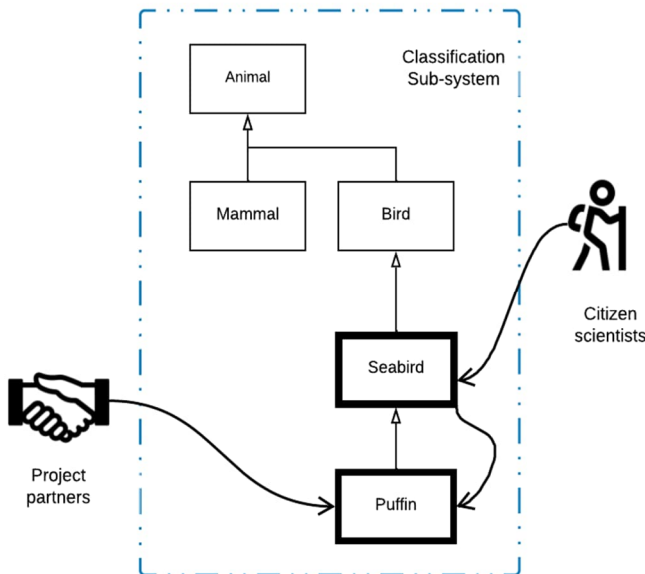 Classification
Sub-system
Animal
Mammal
Bird
Citizen
scientists
Seabird
Project
partners
Puffin